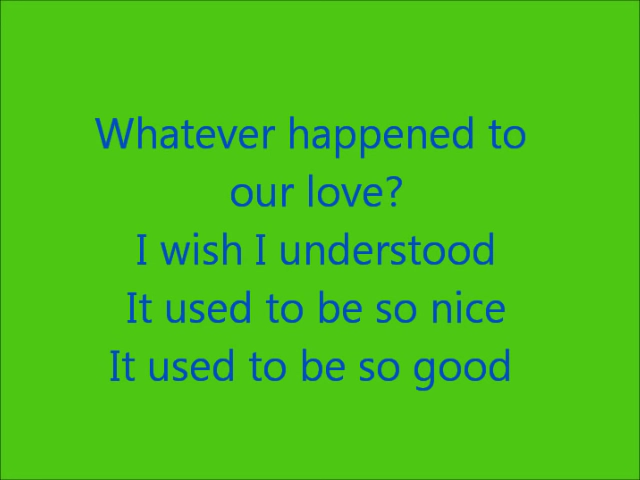 Whatever happened to
our love?
I wish I understood
It used to be so nice
It used to be so good